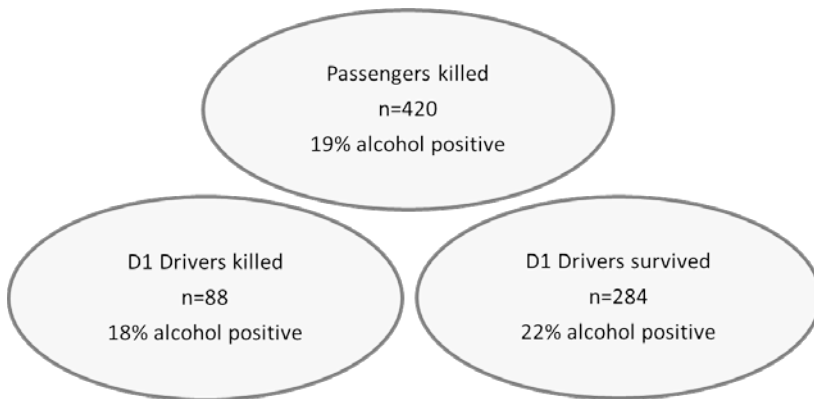 Passengers killed
n=420
19% alcohol positive
D1 Drivers killed
n=88
18% alcohol positive
D1 Drivers survived
n=284
22% alcohol positive